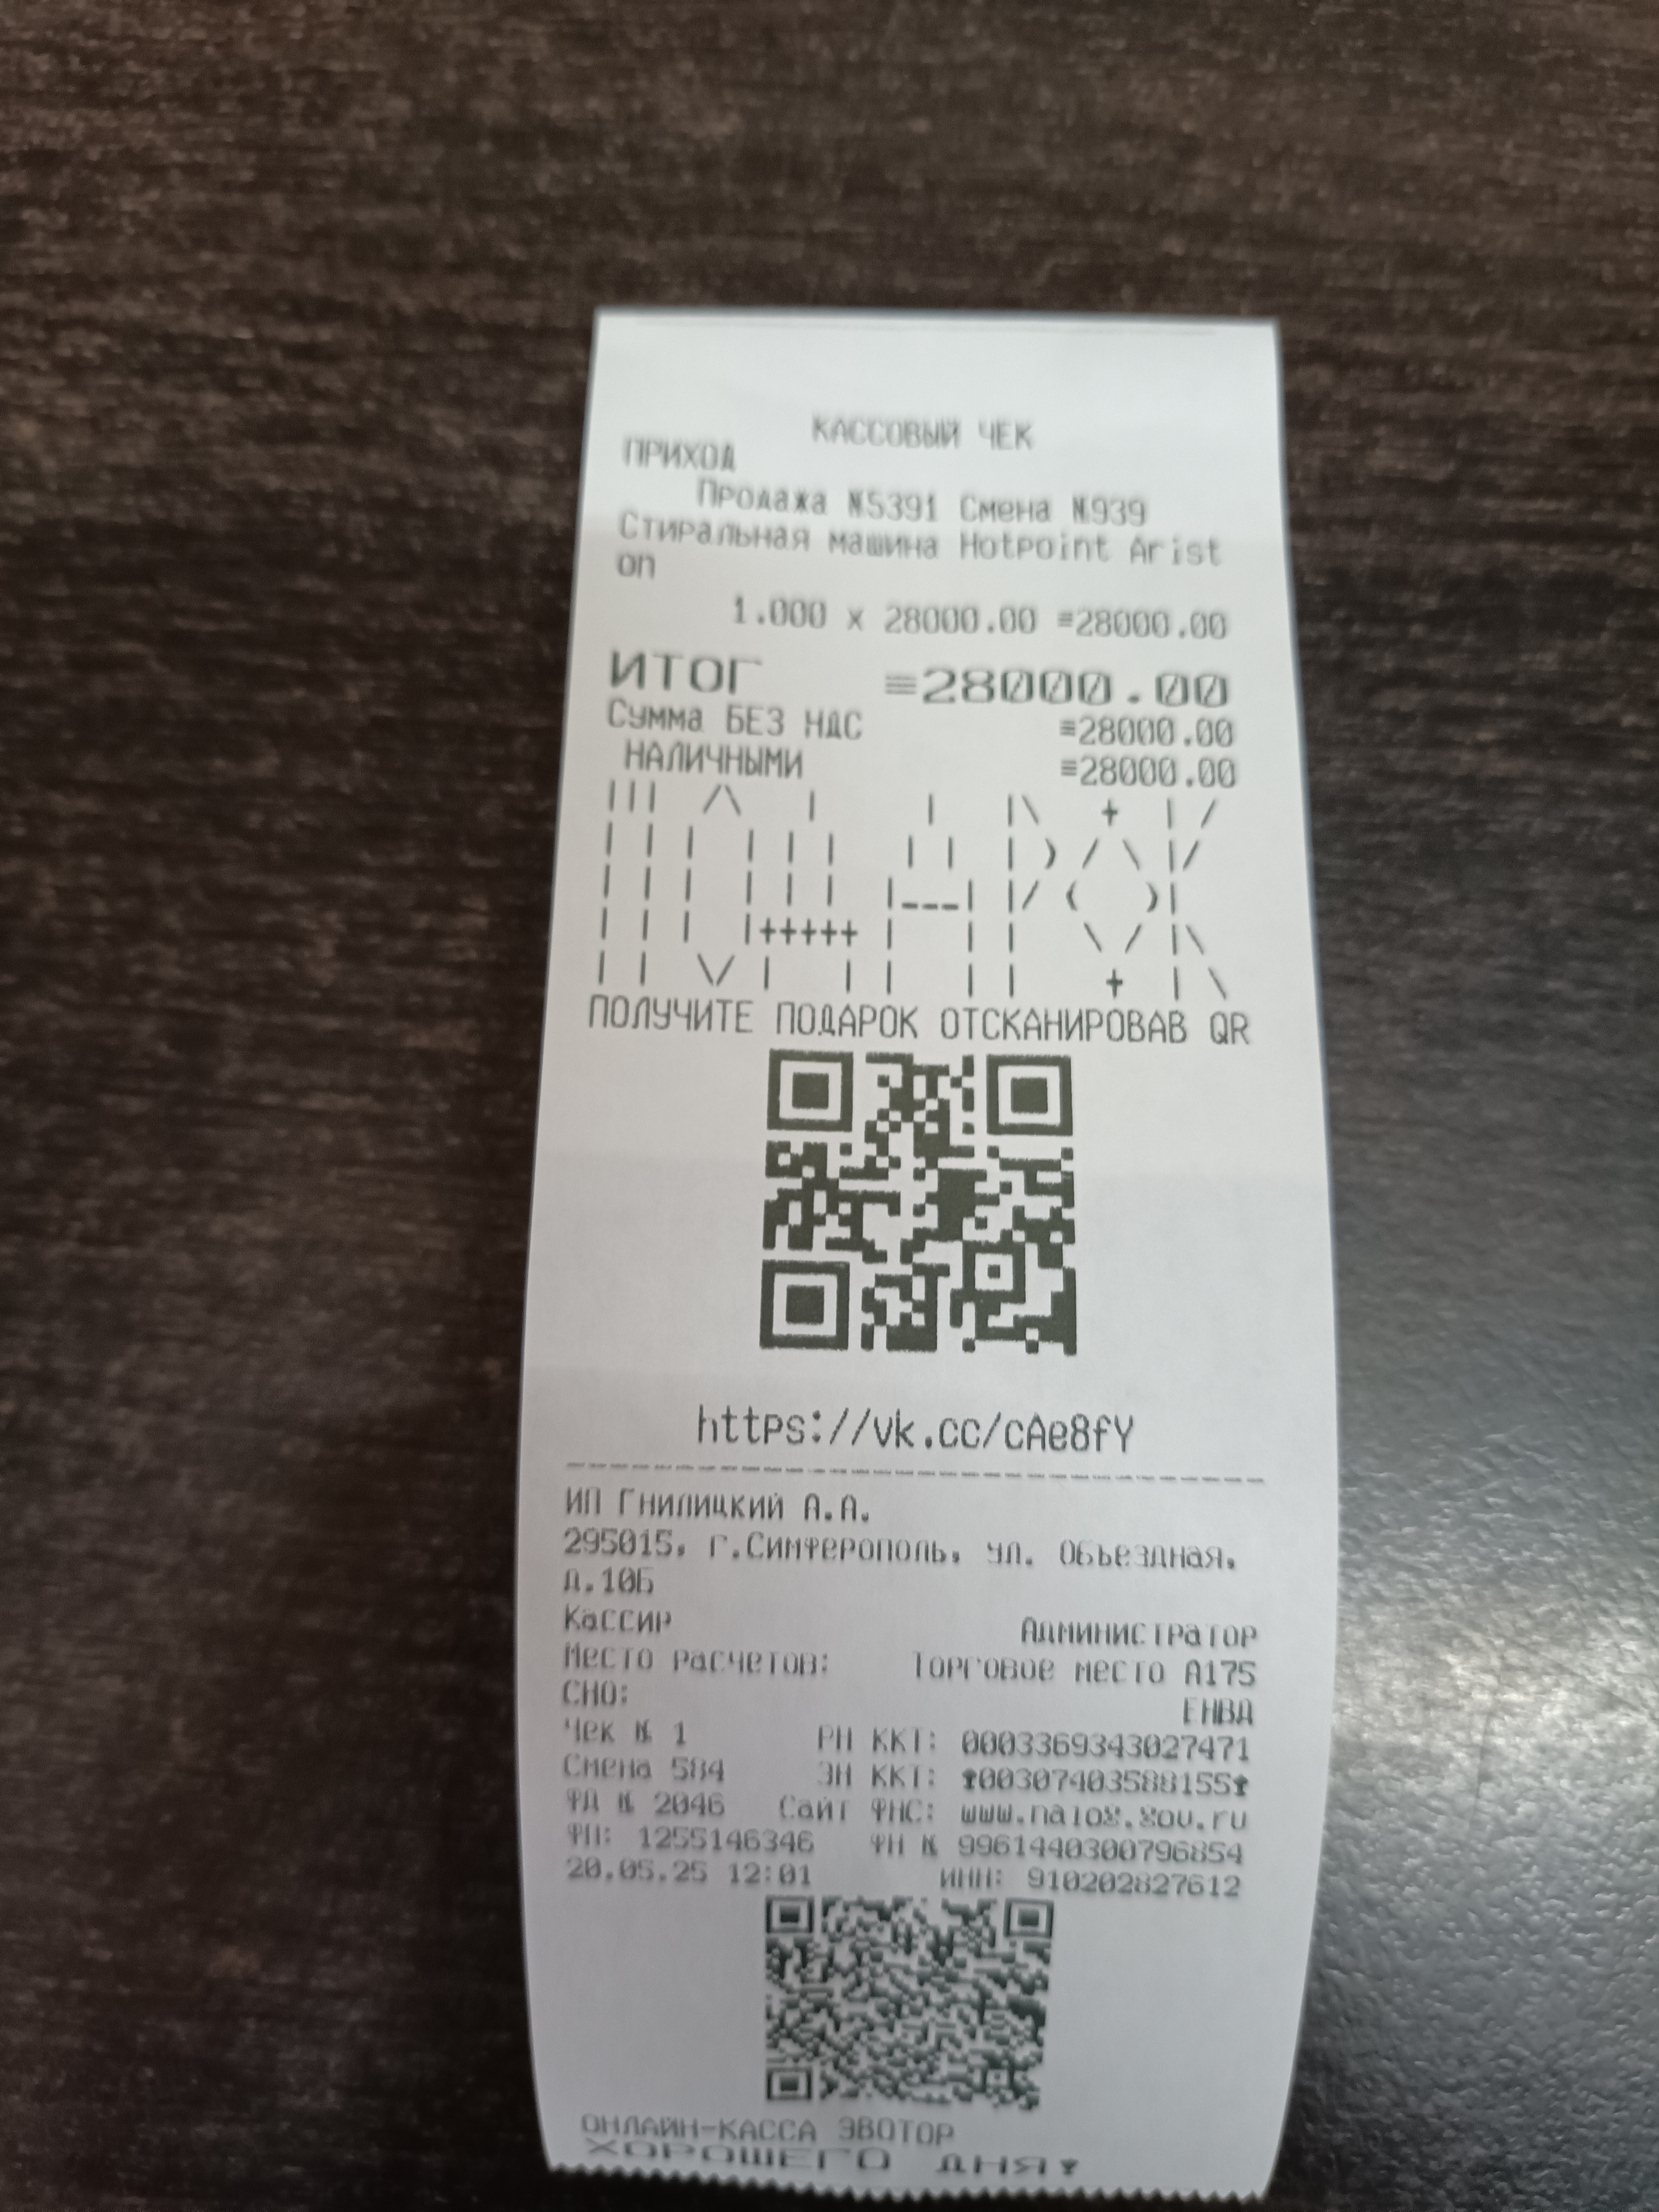 КАССОВЫЙ ЧЕК
ПРИХОД
Продажа №5391 Смена №939
Стиральная машина Hotpoint Arist
on
1.000 x 28000.00 ≡28000.00
ИТОГ ≡28000.00
Сумма БЕЗ НДС ≡28000.00
НАЛИЧНЫМИ ≡28000.00
ПОЛУЧИТЕ ПОДАРОК ОТСКАНИРОВАВ QR
https://vk.cc/cAe8fY
ИП Гнилицкий А.А.
295015, г.Симферополь, ул. Объездная,
д.10Б
Кассир Администратор
Место расчетов: Торговое место А175
СНО: ЕНВД
Чек № 1 РН ККТ: 0003369343027471
Смена 584 ЗН ККТ: 00307403588155
ФД № 2046 Сайт ФНС: www.nalog.gov.ru
ФП: 1255146346 ФН № 9961440300796854
20.05.25 12:01 ИНН: 910202827612
ОНЛАЙН-КАССА ЭВОТОР
ХОРОШЕГО ДНЯ!